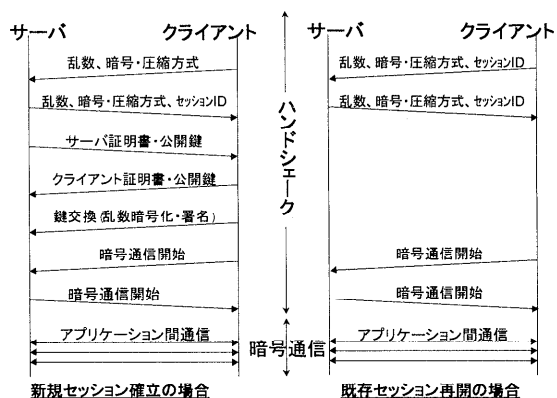 サーバ
クライアント
乱数、暗号・圧縮方式
乱数、暗号・圧縮方式、セッションID
サーバ証明書・公開鍵
クライアント証明書・公開鍵
鍵交換(乱数暗号化・署名)
暗号通信開始
暗号通信開始
アプリケーション間通信
新規セッション確立の場合
ハンドシェーク
暗号通信
サーバ
クライアント
乱数、暗号・圧縮方式、セッションID
乱数、暗号・圧縮方式、セッションID
暗号通信開始
暗号通信開始
アプリケーション間通信
既存セッション再開の場合